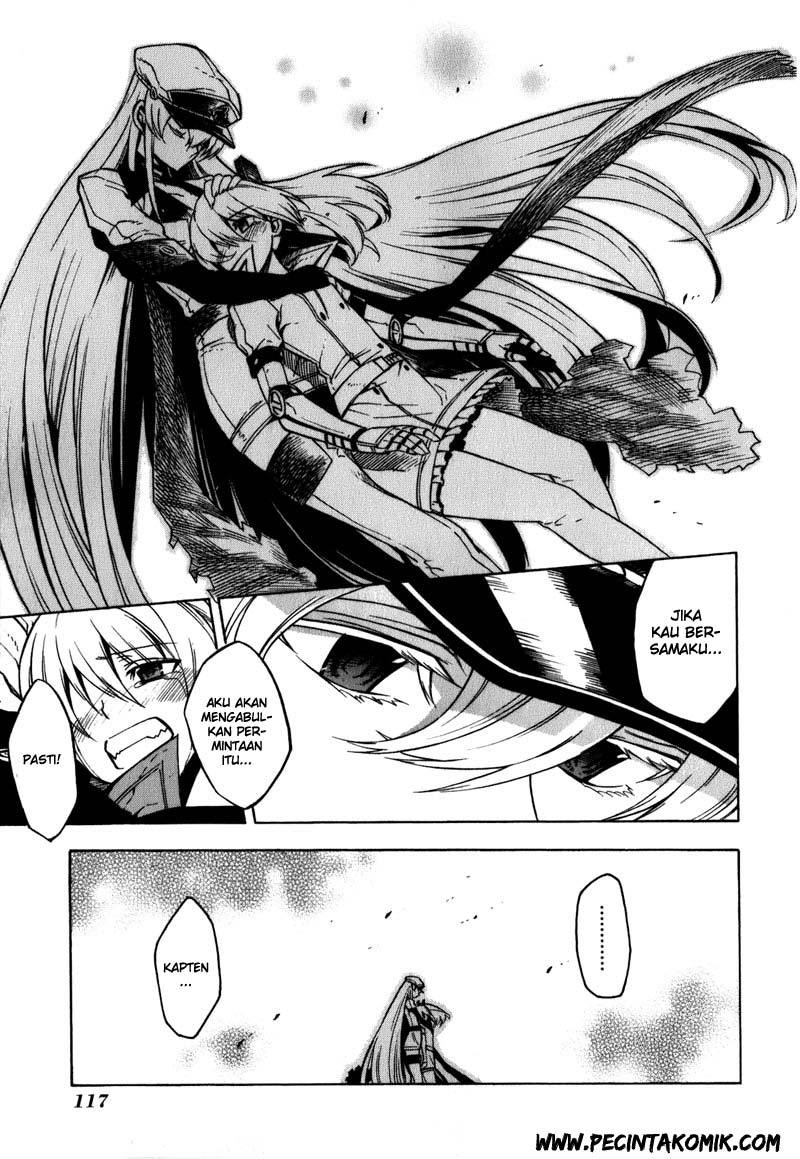 JIKA
KAU BER-
SAMAKU...
AKU AKAN
MENGABUL-
KAN PER-
MINTAAN
ITU...
PASTI!
..........
KAPTEN
...
117
WWW.PECINTAKOMIK.COM